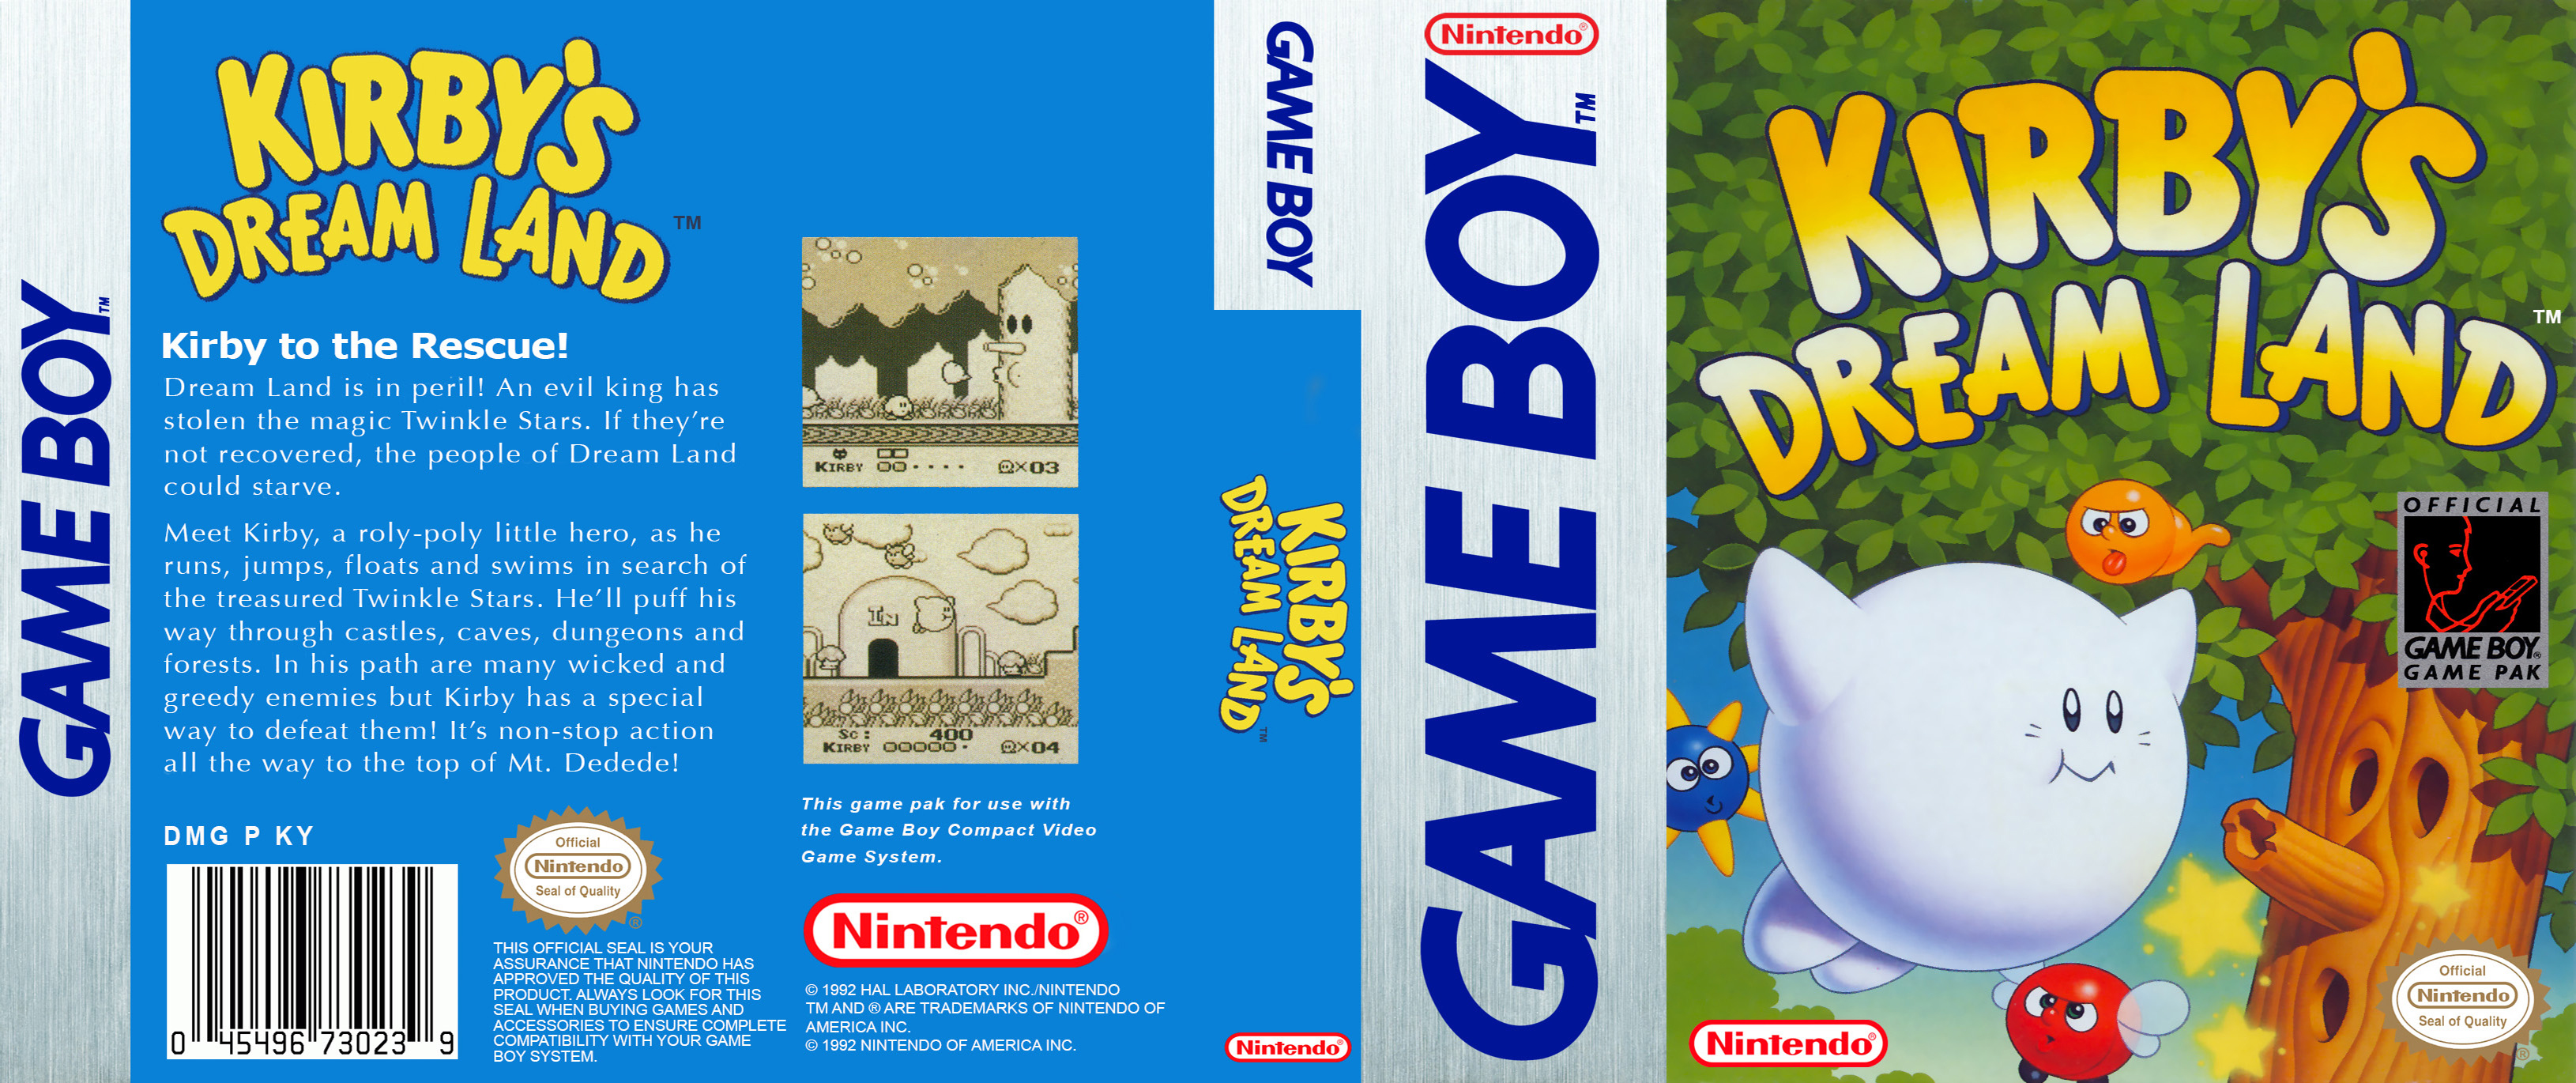 GAME BOY™
KIRBY'S
DREAM LAND™
Kirby to the Rescue!
Dream Land is in peril! An evil king has
stolen the magic Twinkle Stars. If they're
not recovered, the people of Dream Land
could starve.
Meet Kirby, a roly-poly little hero, as he
runs, jumps, floats and swims in search of
the treasured Twinkle Stars. He'll puff his
way through castles, caves, dungeons and
forests. In his path are many wicked and
greedy enemies but Kirby has a special
way to defeat them! It's non-stop action
all the way to the top of Mt. Dedede!
DMG P KY
0 45496 73023 9
Official
Nintendo
Seal of Quality
®
THIS OFFICIAL SEAL IS YOUR
ASSURANCE THAT NINTENDO HAS
APPROVED THE QUALITY OF THIS
PRODUCT. ALWAYS LOOK FOR THIS
SEAL WHEN BUYING GAMES AND
ACCESSORIES TO ENSURE COMPLETE
COMPATIBILITY WITH YOUR GAME
BOY SYSTEM.
KIRBY
×03
IN
Sc: 400
KIRBY
×04
This game pak for use with
the Game Boy Compact Video
Game System.
Nintendo®
© 1992 HAL LABORATORY INC./NINTENDO
TM AND ® ARE TRADEMARKS OF NINTENDO OF
AMERICA INC.
© 1992 NINTENDO OF AMERICA INC.
GAME BOY
KIRBY'S
DREAM LAND™
Nintendo®
Nintendo®
GAME BOY™
KIRBY'S
DREAM LAND™
OFFICIAL
GAME BOY®
GAME PAK
Nintendo®
Official
Nintendo
Seal of Quality
®